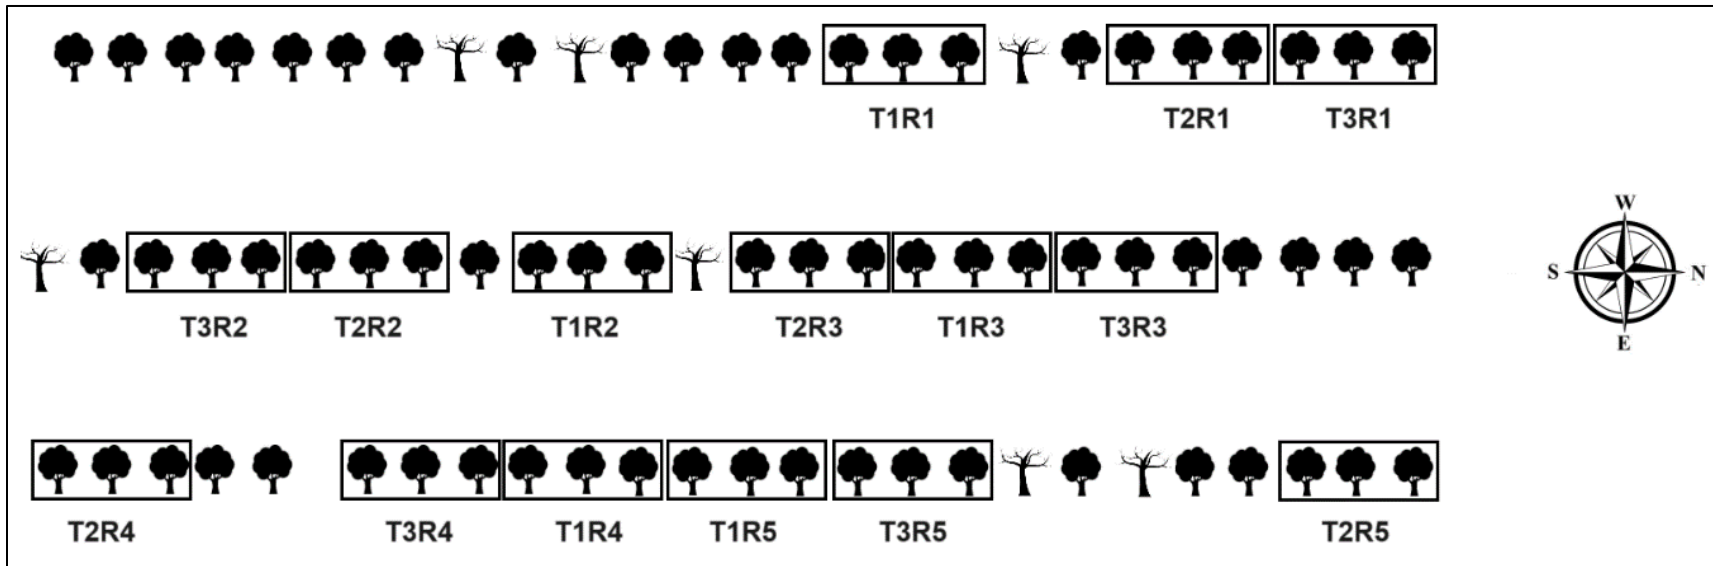 T1R1 T2R1 T3R1
W
S N
E
T3R2 T2R2 T1R2 T2R3 T1R3 T3R3
T2R4 T3R4 T1R4 T1R5 T3R5 T2R5